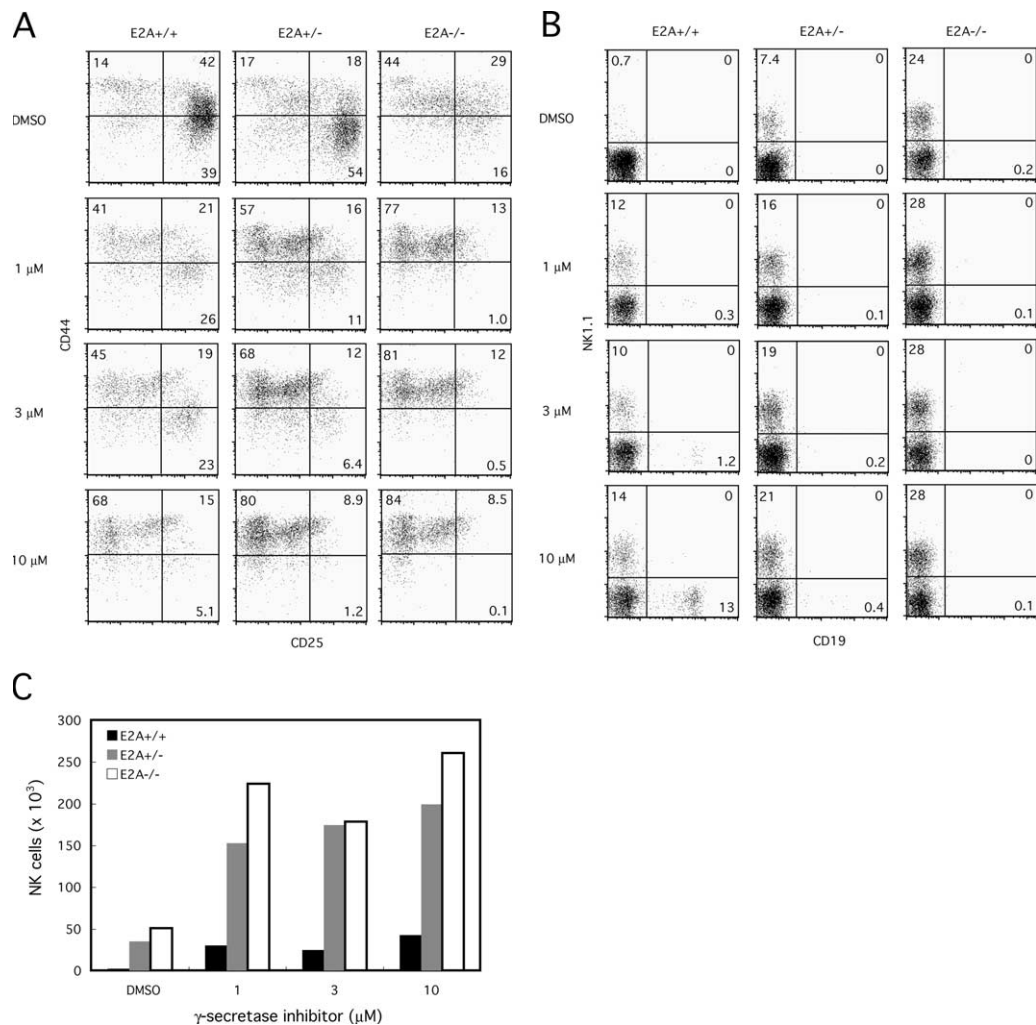 A
E2A+/+ E2A+/- E2A-/-
DMSO
14 42
39
17 18
54
44 29
16
1 µM
41 21
26
57 16
11
77 13
1.0
3 µM
45 19
23
68 12
6.4
81 12
0.5
10 µM
68 15
5.1
80 8.9
1.2
84 8.5
0.1
CD44
CD25
B
E2A+/+ E2A+/- E2A-/-
DMSO
0.7 0
0
7.4 0
0
24 0
0.2
1 µM
12 0
0.3
16 0
0.1
28 0
0.1
3 µM
10 0
1.2
19 0
0.2
28 0
0
10 µM
14 0
13
21 0
0.4
28 0
0.1
NK1.1
CD19
C
300
250
200
150
100
50
0
NK cells (x 10³)
E2A+/+
E2A+/-
E2A-/-
DMSO 1 3 10
γ-secretase inhibitor (µM)